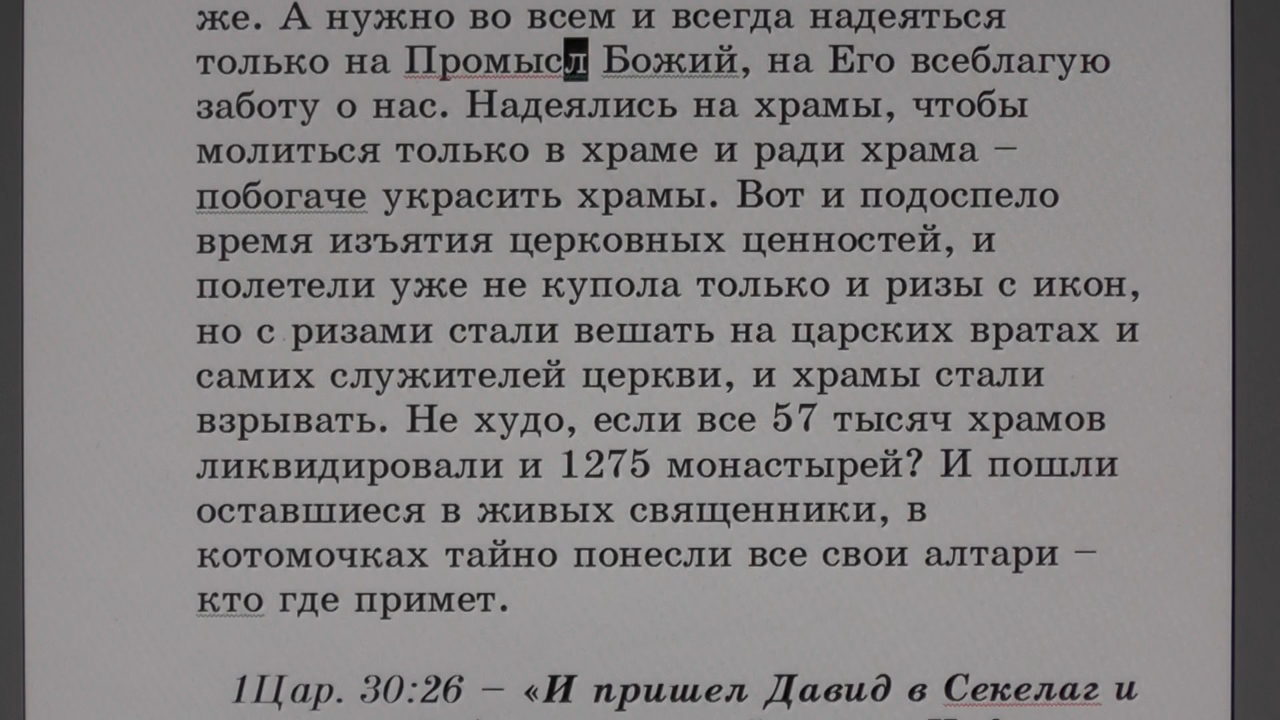 же. А нужно во всем и всегда надеяться
только на Промысл Божий, на Его всеблагую
заботу о нас. Надеялись на храмы, чтобы
молиться только в храме и ради храма –
побогаче украсить храмы. Вот и подоспело
время изъятия церковных ценностей, и
полетели уже не купола только и ризы с икон,
но с ризами стали вешать на царских вратах и
самих служителей церкви, и храмы стали
взрывать. Не худо, если все 57 тысяч храмов
ликвидировали и 1275 монастырей? И пошли
оставшиеся в живых священники, в
котомочках тайно понесли все свои алтари –
кто где примет.
1Цар. 30:26 – «И пришел Давид в Секелаг и